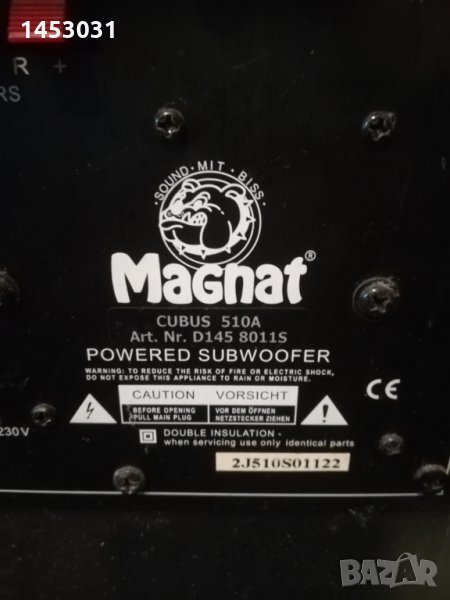 1453031
R +
RS
SOUND·MIT·BISS·
Magnat®
CUBUS 510A
Art. Nr. D145 8011S
POWERED SUBWOOFER
WARNING: TO REDUCE THE RISK OF FIRE OR ELECTRIC SHOCK,
DO NOT EXPOSE THIS APPLIANCE TO RAIN OR MOISTURE.
CAUTION VORSICHT
BEFORE OPENING VOR DEM ÖFFNEN
PULL MAIN PLUG NETZSTECKER ZIEHEN
CE
230V
DOUBLE INSULATION -
when servicing use only identical parts
2J510S01122
BAZAR